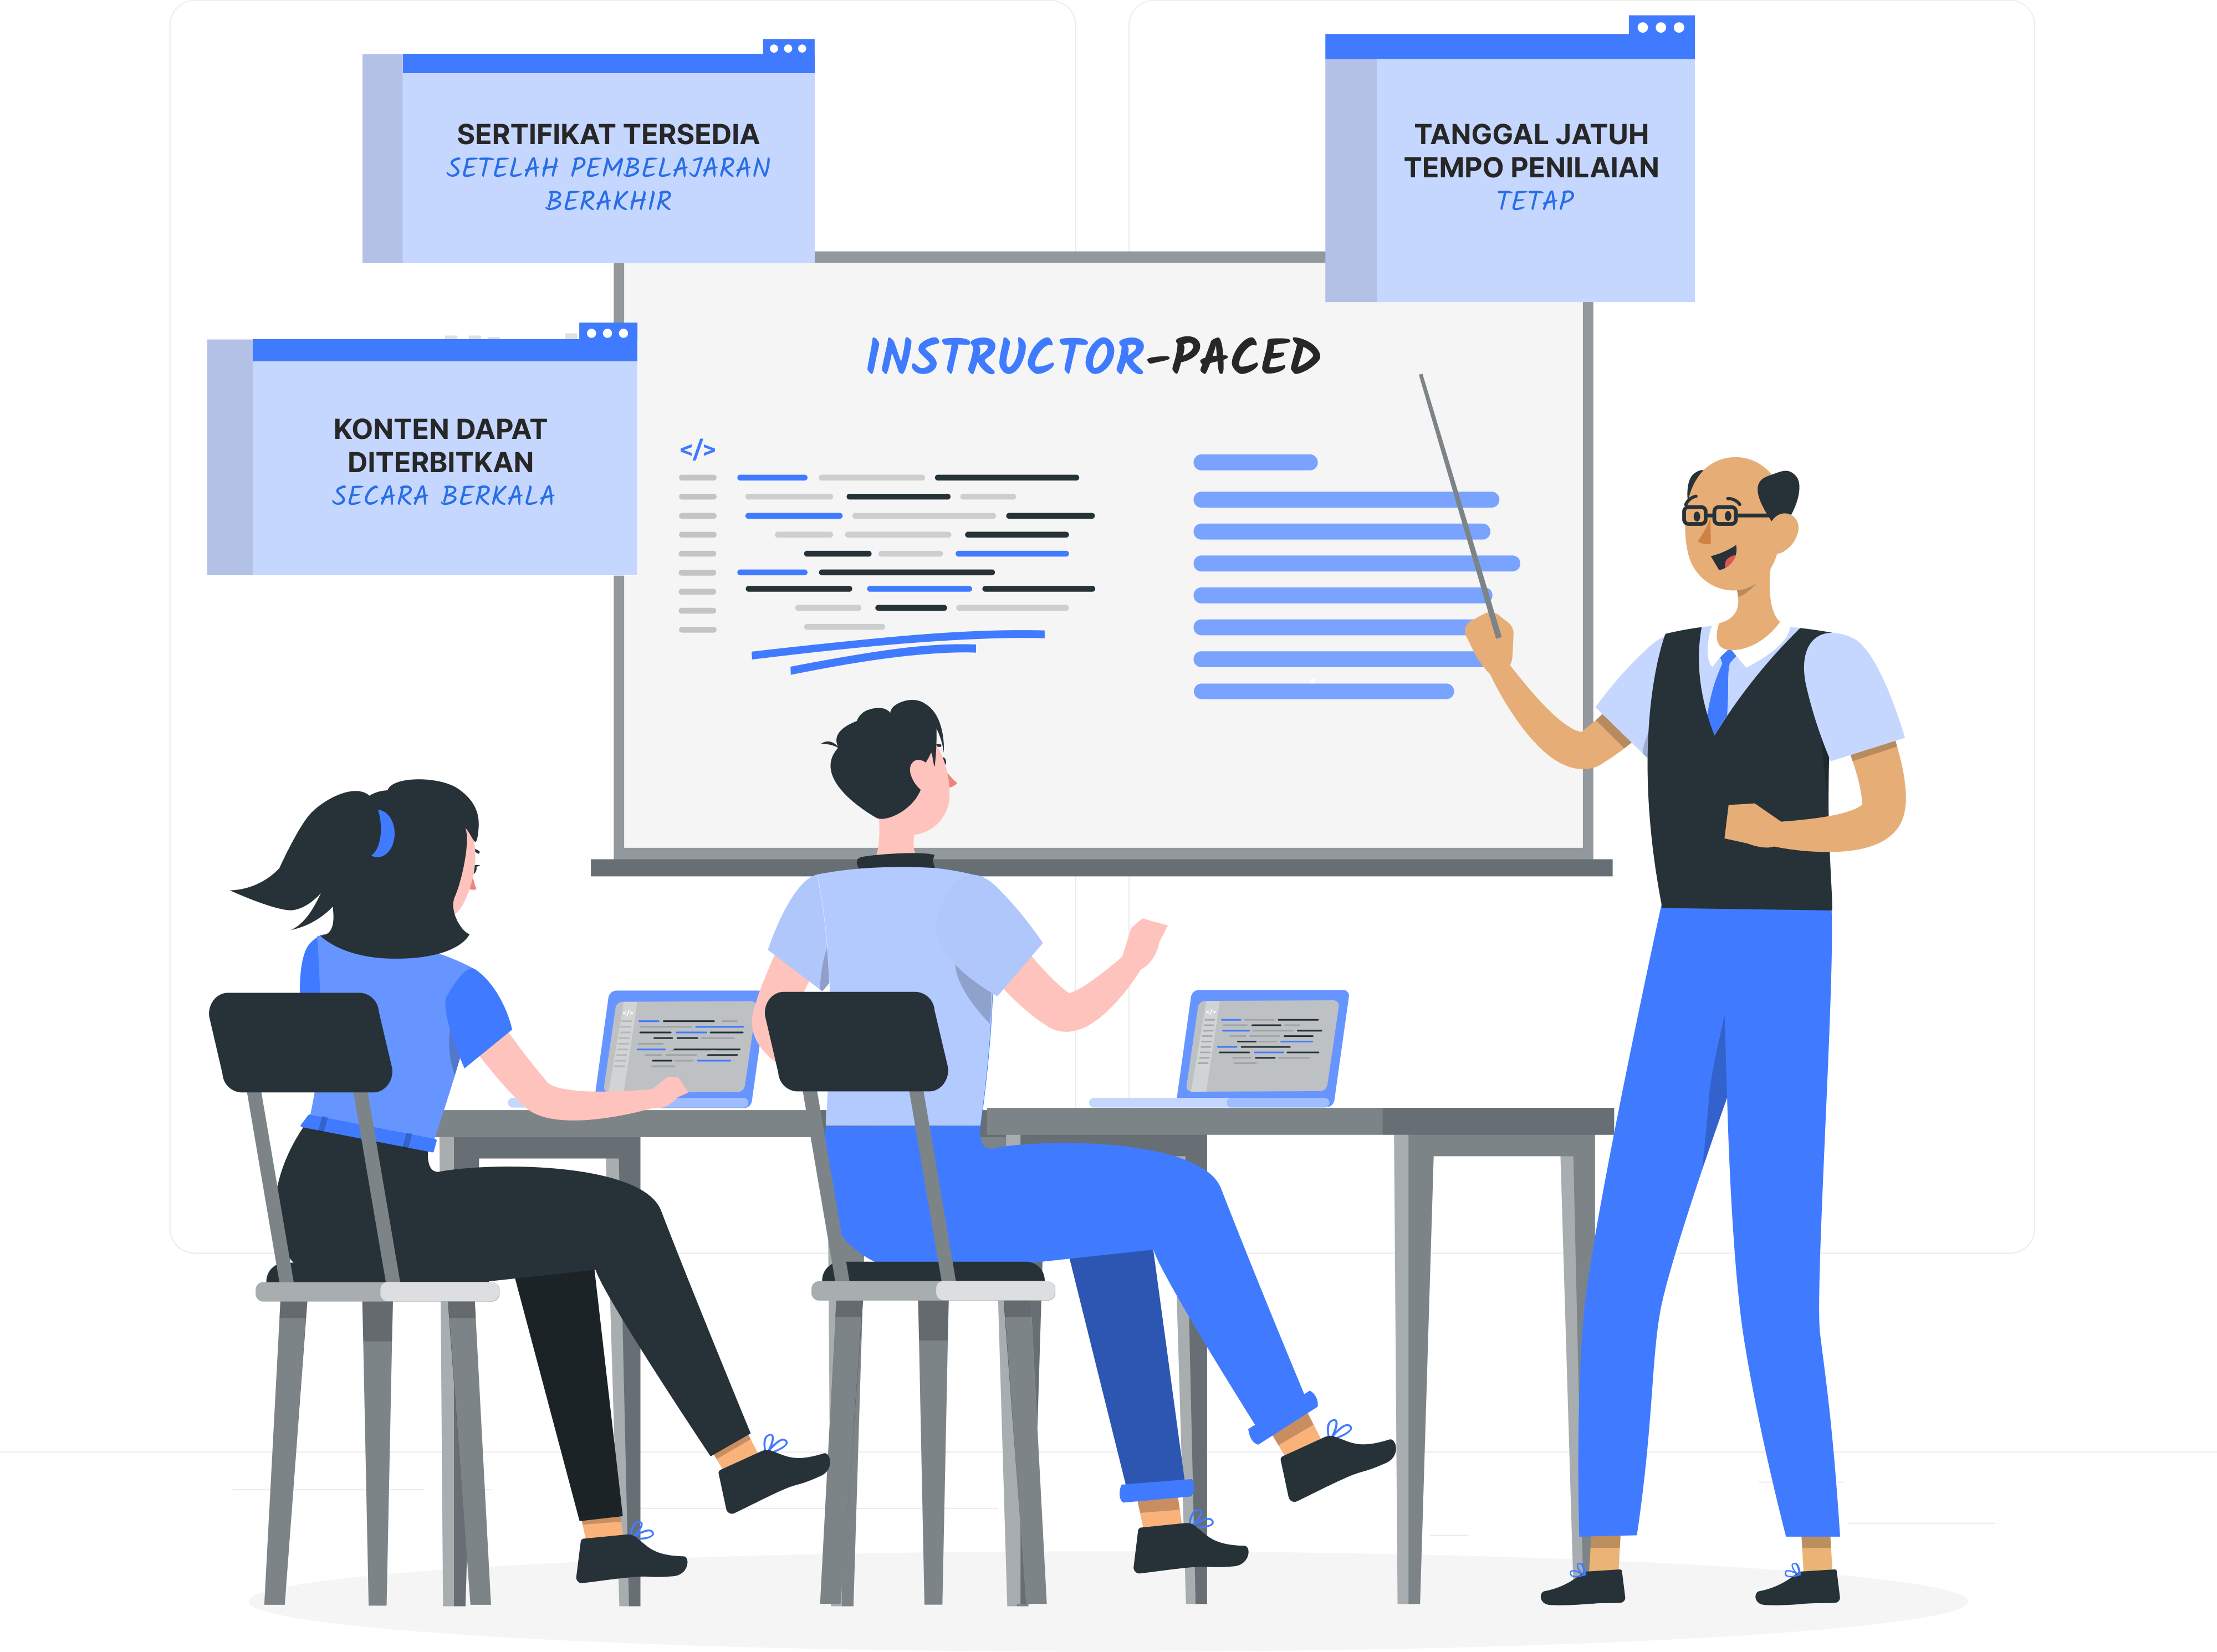 SERTIFIKAT TERSEDIA
SETELAH PEMBELAJARAN
BERAKHIR
TANGGAL JATUH
TEMPO PENILAIAN
TETAP
KONTEN DAPAT
DITERBITKAN
SECARA BERKALA
INSTRUCTOR-PACED
</>